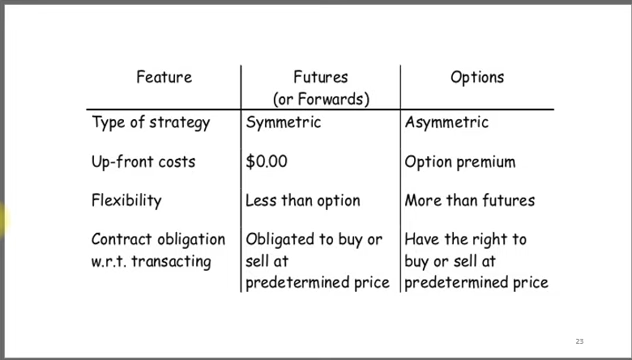 Feature Futures Options
(or Forwards)
Type of strategy Symmetric Asymmetric
Up-front costs $0.00 Option premium
Flexibility Less than option More than futures
Contract obligation Obligated to buy or Have the right to
w.r.t. transacting sell at buy or sell at
predetermined price predetermined price
23